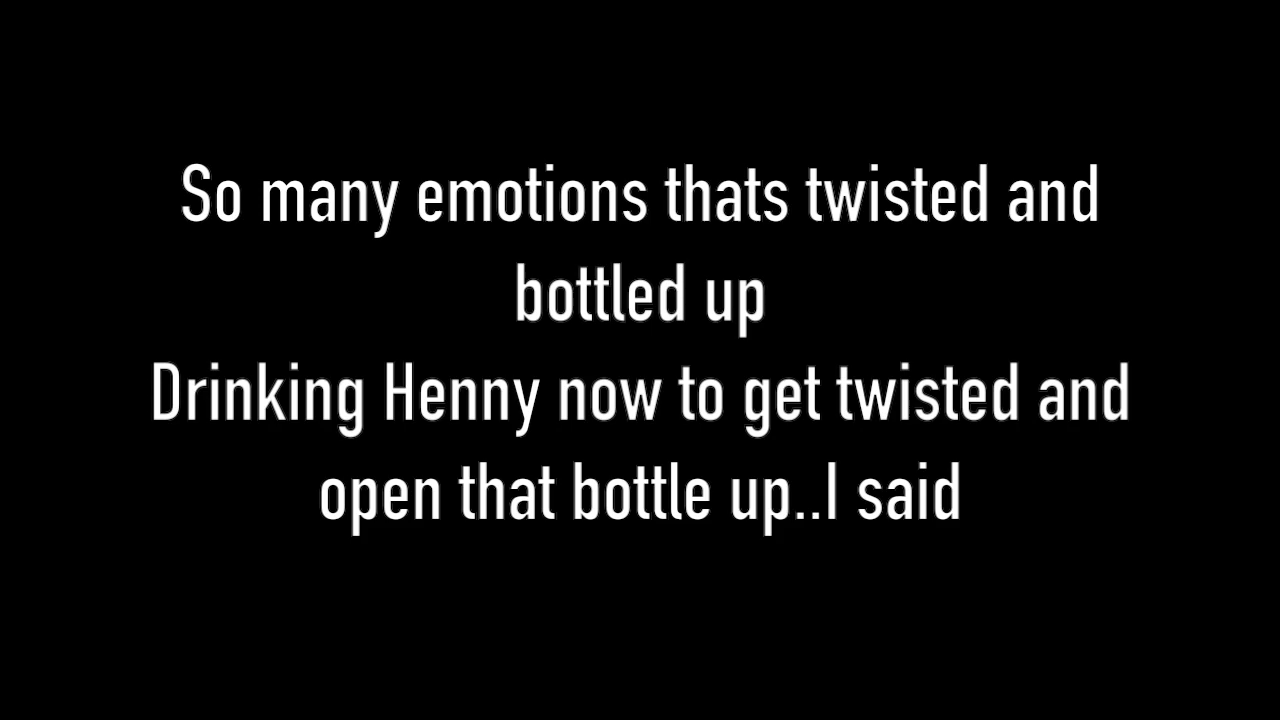 So many emotions thats twisted and
bottled up
Drinking Henny now to get twisted and
open that bottle up..I said